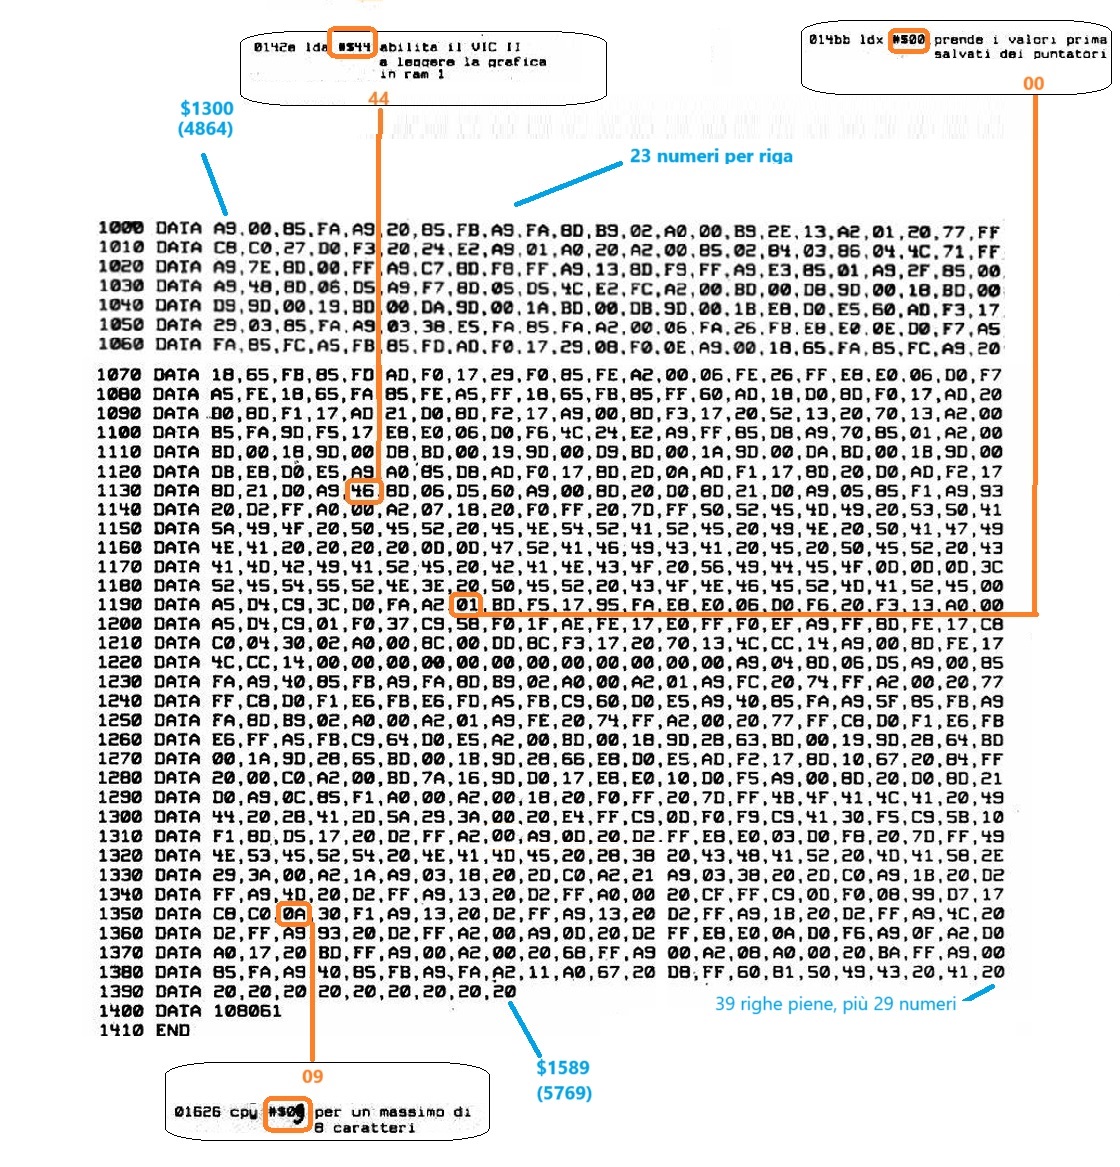 0142e lda #$44 abilita il VIC II
a leggere la grafica
in ram 1
014bb ldx #$00 prende i valori prima
salvati dei puntatori
44
00
$1300
(4864)
23 numeri per riga
1000 DATA A9,00,85,FA,A9,20,85,FB,A9,FA,8D,B9,02,A0,00,B9,2E,13,A2,01,20,77,FF
1010 DATA C8,C0,27,D0,F3,20,24,E2,A9,01,A0,20,A2,00,85,02,84,03,86,04,4C,71,FF
1020 DATA A9,7E,8D,00,FF,A9,C7,8D,F8,FF,A9,13,8D,F9,FF,A9,E3,85,01,A9,2F,85,00
1030 DATA A9,48,8D,06,D5,A9,F7,8D,05,D5,4C,E2,FC,A2,00,BD,00,D8,9D,00,18,BD,00
1040 DATA D9,9D,00,19,BD,00,DA,9D,00,1A,BD,00,DB,9D,00,1B,E8,D0,E5,60,AD,F3,17
1050 DATA 29,03,85,FA,A9,03,38,E5,FA,85,FA,A2,00,06,FA,26,FB,E8,E0,0E,D0,F7,A5
1060 DATA FA,85,FC,A5,FB,85,FD,AD,F0,17,29,08,F0,0E,A9,00,18,65,FA,85,FC,A9,20
1070 DATA 18,65,FB,85,FD,AD,F0,17,29,F0,85,FE,A2,00,06,FE,26,FF,E8,E0,06,D0,F7
1080 DATA A5,FE,18,65,FA,85,FE,A5,FF,18,65,FB,85,FF,60,AD,18,D0,8D,F0,17,AD,20
1090 DATA D0,8D,F1,17,AD,21,D0,8D,F2,17,A9,00,8D,F3,17,20,52,13,20,70,13,A2,00
1100 DATA B5,FA,9D,F5,17,E8,E0,06,D0,F6,4C,24,E2,A9,FF,85,D8,A9,70,85,01,A2,00
1110 DATA BD,00,18,9D,00,D8,BD,00,19,9D,00,D9,BD,00,1A,9D,00,DA,BD,00,1B,9D,00
1120 DATA DB,E8,D0,E5,A9,A0,85,D8,AD,F0,17,8D,2D,0A,AD,F1,17,8D,20,D0,AD,F2,17
1130 DATA 8D,21,D0,A9,46,8D,06,D5,60,A9,00,8D,20,D0,8D,21,D0,A9,05,85,F1,A9,93
1140 DATA 20,D2,FF,A0,00,A2,07,18,20,F0,FF,20,7D,FF,50,52,45,4D,49,20,53,50,41
1150 DATA 5A,49,4F,20,50,45,52,20,45,4E,54,52,41,52,45,20,49,4E,20,50,41,47,49
1160 DATA 4E,41,20,20,20,20,0D,0D,47,52,41,46,49,43,41,20,45,20,50,45,52,20,43
1170 DATA 41,4D,42,49,41,52,45,20,42,41,4E,43,4F,20,56,49,44,45,4F,0D,0D,0D,3C
1180 DATA 52,45,54,55,52,4E,3E,20,50,45,52,20,43,4F,4E,46,45,52,4D,41,52,45,00
1190 DATA A5,D4,C9,3C,D0,FA,A2,01,BD,F5,17,95,FA,E8,E0,06,D0,F6,20,F3,13,A0,00
1200 DATA A5,D4,C9,01,F0,37,C9,58,F0,1F,AE,FE,17,E0,FF,F0,EF,A9,FF,8D,FE,17,C8
1210 DATA C0,04,30,02,A0,00,8C,00,DD,8C,F3,17,20,70,13,4C,CC,14,A9,00,8D,FE,17
1220 DATA 4C,CC,14,00,00,00,00,00,00,00,00,00,00,00,00,00,A9,04,8D,06,D5,A9,00,85
1230 DATA FA,A9,40,85,FB,A9,FA,8D,B9,02,A0,00,A2,01,A9,FC,20,74,FF,A2,00,20,77
1240 DATA FF,C8,D0,F1,E6,FB,E6,FD,A5,FB,C9,60,D0,E5,A9,40,85,FA,A9,5F,85,FB,A9
1250 DATA FA,8D,B9,02,A0,00,A2,01,A9,FE,20,74,FF,A2,00,20,77,FF,C8,D0,F1,E6,FB
1260 DATA E6,FF,A5,FB,C9,64,D0,E5,A2,00,BD,00,18,9D,28,63,BD,00,19,9D,28,64,BD
1270 DATA 00,1A,9D,28,65,BD,00,1B,9D,28,66,E8,D0,E5,AD,F2,17,8D,10,67,20,84,FF
1280 DATA 20,00,C0,A2,00,BD,7A,16,9D,D0,17,E8,E0,10,D0,F5,A9,00,8D,20,D0,8D,21
1290 DATA D0,A9,0C,85,F1,A0,00,A2,00,18,20,F0,FF,20,7D,FF,4B,4F,41,4C,41,20,49
1300 DATA 44,20,28,41,2D,5A,29,3A,00,20,E4,FF,C9,0D,F0,F9,C9,41,30,F5,C9,5B,10
1310 DATA F1,8D,D5,17,20,D2,FF,A2,00,A9,0D,20,D2,FF,E8,E0,03,D0,F8,20,7D,FF,49
1320 DATA 4E,53,45,52,54,20,4E,41,4D,45,20,28,38 20,43,48,41,52,20,4D,41,58,2E
1330 DATA 29,3A,00,A2,1A,A9,03,18,20,2D,C0,A2,21 A9,03,38,20,2D,C0,A9,1B,20,D2
1340 DATA FF,A9,4D,20,D2,FF,A9,13,20,D2,FF,A0,00 20,CF,FF,C9,0D,F0,08,99,D7,17
1350 DATA C8,C0,0A,30,F1,A9,13,20,D2,FF,A9,13,20 D2,FF,A9,1B,20,D2,FF,A9,4C,20
1360 DATA D2,FF,A9,93,20,D2,FF,A2,00,A9,0D,20,D2 FF,E8,E0,0A,D0,F6,A9,0F,A2,D0
1370 DATA A0,17,20,BD,FF,A9,00,A2,00,20,68,FF,A9 00,A2,08,A0,00,20,BA,FF,A9,00
1380 DATA 85,FA,A9,40,85,FB,A9,FA,A2,11,A0,67,20 D8,FF,60,81,50,49,43,20,41,20
1390 DATA 20,20,20,20,20,20,20,20,20
1400 DATA 108061
1410 END
39 righe piene, più 29 numeri
$1589
(5769)
09
01626 cpy #$09 per un massimo di
8 caratteri